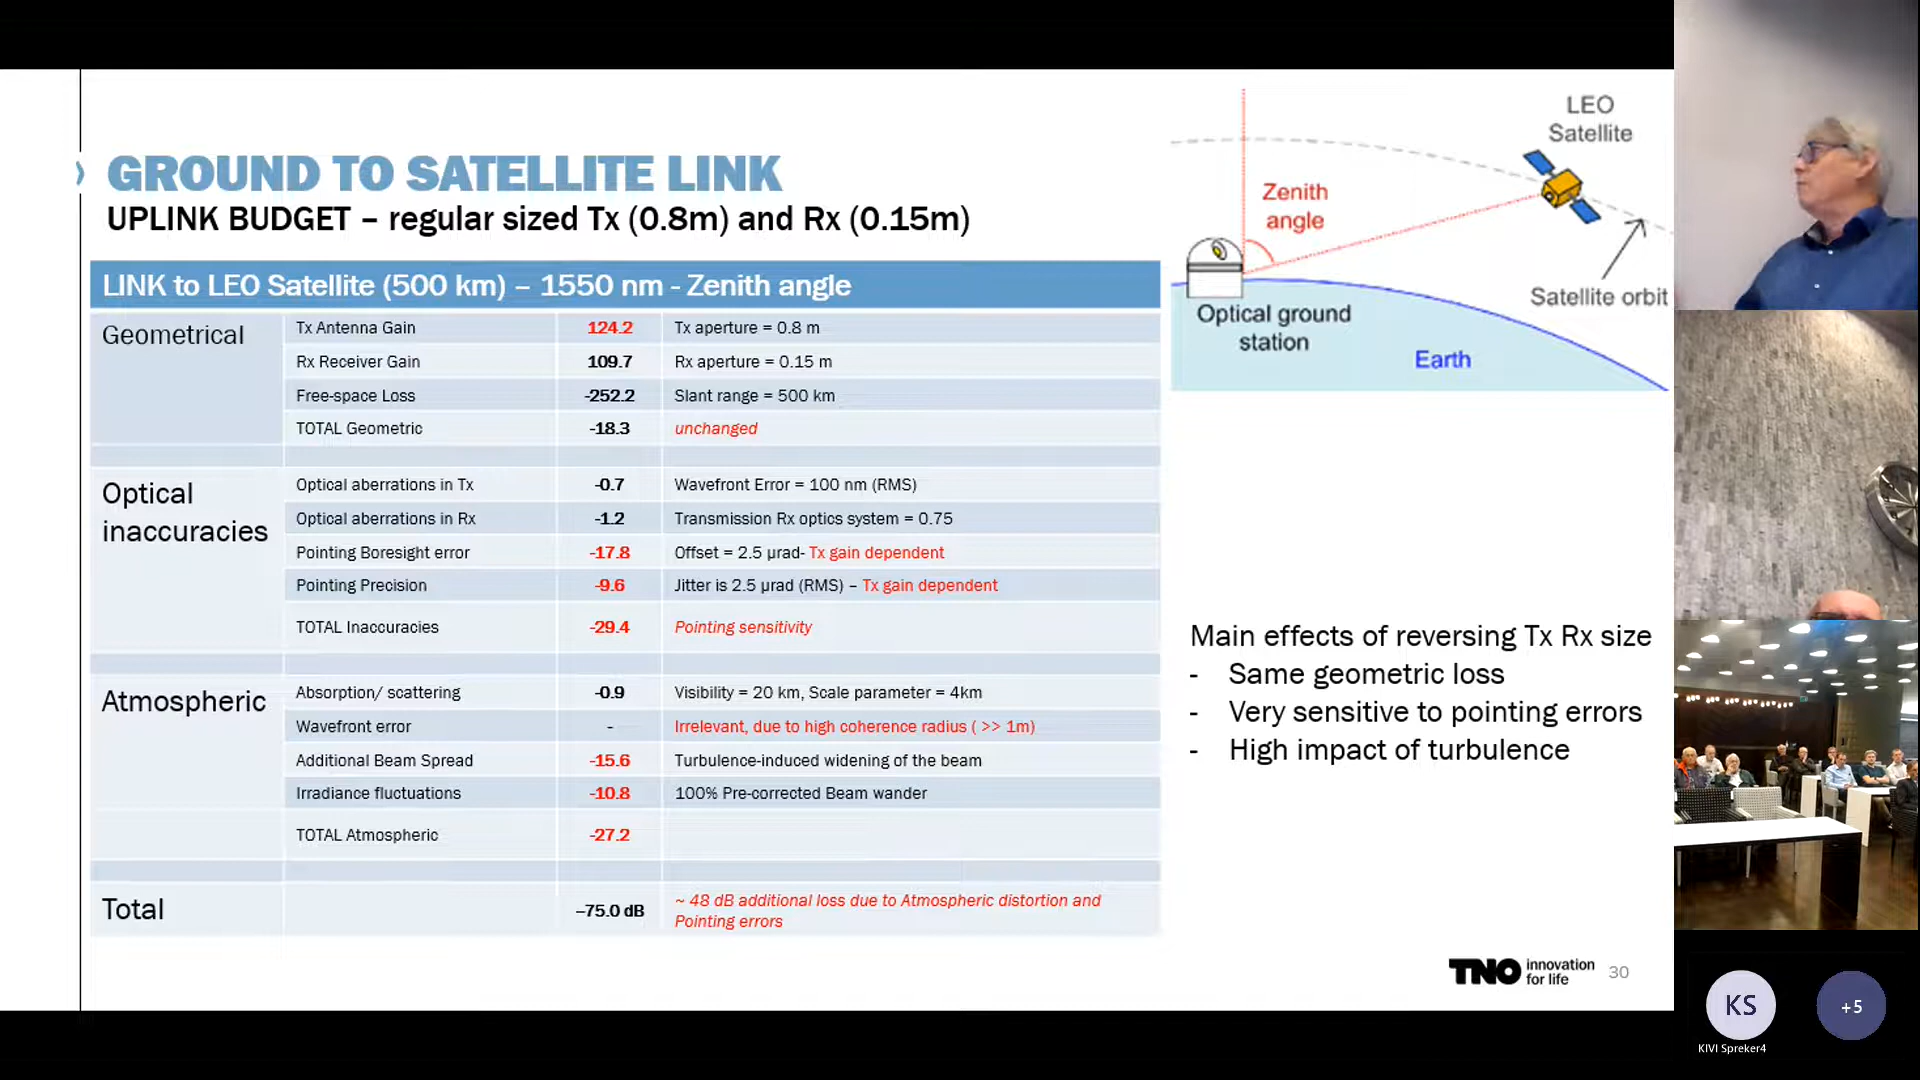 GROUND TO SATELLITE LINK
UPLINK BUDGET – regular sized Tx (0.8m) and Rx (0.15m)
LINK to LEO Satellite (500 km) – 1550 nm - Zenith angle
Geometrical
Tx Antenna Gain 124.2 Tx aperture = 0.8 m
Rx Receiver Gain 109.7 Rx aperture = 0.15 m
Free-space Loss -252.2 Slant range = 500 km
TOTAL Geometric -18.3 unchanged
Optical
inaccuracies
Optical aberrations in Tx -0.7 Wavefront Error = 100 nm (RMS)
Optical aberrations in Rx -1.2 Transmission Rx optics system = 0.75
Pointing Boresight error -17.8 Offset = 2.5 µrad- Tx gain dependent
Pointing Precision -9.6 Jitter is 2.5 µrad (RMS) – Tx gain dependent
TOTAL Inaccuracies -29.4 Pointing sensitivity
Atmospheric
Absorption/ scattering -0.9 Visibility = 20 km, Scale parameter = 4km
Wavefront error - Irrelevant, due to high coherence radius ( >> 1m)
Additional Beam Spread -15.6 Turbulence-induced widening of the beam
Irradiance fluctuations -10.8 100% Pre-corrected Beam wander
TOTAL Atmospheric -27.2
Total –75.0 dB ~ 48 dB additional loss due to Atmospheric distortion and
Pointing errors
LEO
Satellite
Zenith
angle
Satellite orbit
Optical ground
station
Earth
Main effects of reversing Tx Rx size
- Same geometric loss
- Very sensitive to pointing errors
- High impact of turbulence
TNO innovation
for life
30
KS
+5
KIVI Spreker4